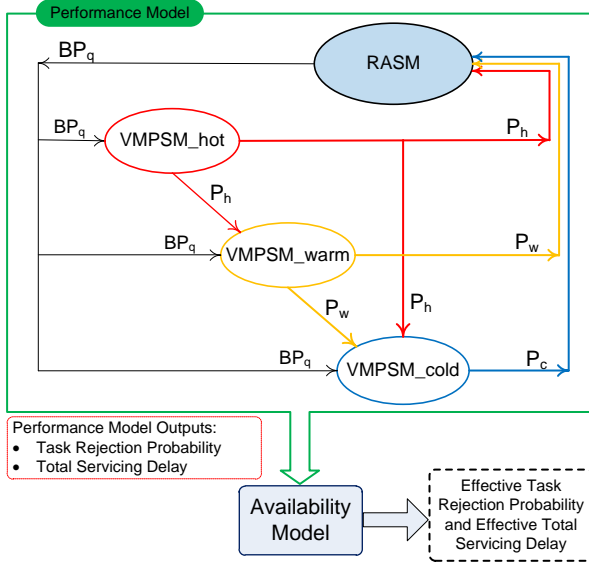 Performance Model
BPq
RASM
BPq
VMPSM_hot
Ph
Ph
BPq
VMPSM_warm
Pw
Pw
Ph
BPq
VMPSM_cold
Pc
Performance Model Outputs:
• Task Rejection Probability
• Total Servicing Delay
Availability
Model
Effective Task
Rejection Probability
and Effective Total
Servicing Delay